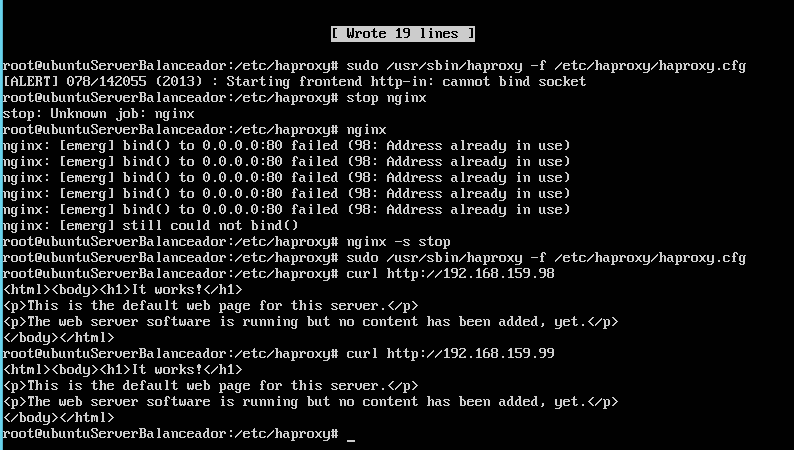 [ Wrote 19 lines ]
root@ubuntuServerBalanceador:/etc/haproxy# sudo /usr/sbin/haproxy -f /etc/haproxy/haproxy.cfg
[ALERT] 078/142055 (2013) : Starting frontend http-in: cannot bind socket
root@ubuntuServerBalanceador:/etc/haproxy# stop nginx
stop: Unknown job: nginx
root@ubuntuServerBalanceador:/etc/haproxy# nginx
nginx: [emerg] bind() to 0.0.0.0:80 failed (98: Address already in use)
nginx: [emerg] bind() to 0.0.0.0:80 failed (98: Address already in use)
nginx: [emerg] bind() to 0.0.0.0:80 failed (98: Address already in use)
nginx: [emerg] bind() to 0.0.0.0:80 failed (98: Address already in use)
nginx: [emerg] bind() to 0.0.0.0:80 failed (98: Address already in use)
nginx: [emerg] still could not bind()
root@ubuntuServerBalanceador:/etc/haproxy# nginx -s stop
root@ubuntuServerBalanceador:/etc/haproxy# sudo /usr/sbin/haproxy -f /etc/haproxy/haproxy.cfg
root@ubuntuServerBalanceador:/etc/haproxy# curl http://192.168.159.98
<html><body><h1>It works!</h1>
<p>This is the default web page for this server.</p>
<p>The web server software is running but no content has been added, yet.</p>
</body></html>
root@ubuntuServerBalanceador:/etc/haproxy# curl http://192.168.159.99
<html><body><h1>It works!</h1>
<p>This is the default web page for this server.</p>
<p>The web server software is running but no content has been added, yet.</p>
</body></html>
root@ubuntuServerBalanceador:/etc/haproxy# _